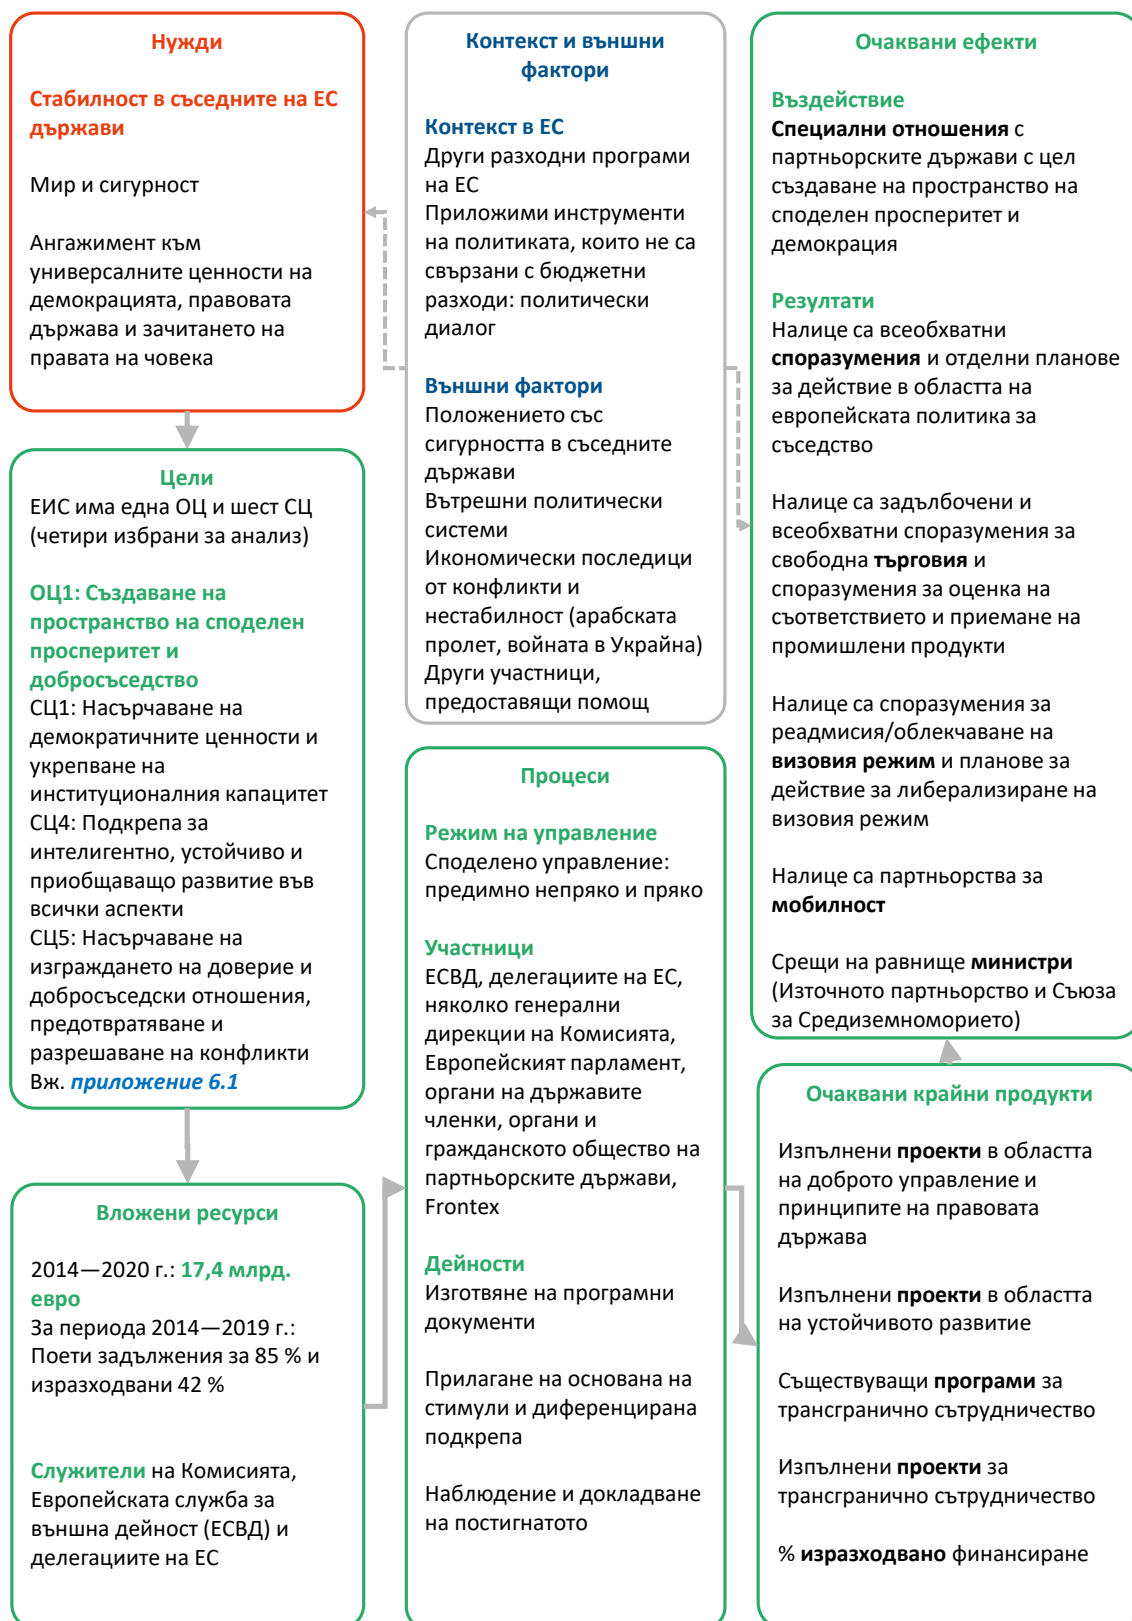 Нужди
Стабилност в съседните на ЕС
държави
Мир и сигурност
Ангажимент към
универсалните ценности на
демокрацията, правовата
държава и зачитането на
правата на човека
Цели
ЕИС има една ОЦ и шест СЦ
(четири избрани за анализ)
ОЦ1: Създаване на
пространство на споделен
просперитет и
добросъседство
СЦ1: Насърчаване на
демократичните ценности и
укрепване на
институционалния капацитет
СЦ4: Подкрепа за
интелигентно, устойчиво и
приобщаващо развитие във
всички аспекти
СЦ5: Насърчаване на
изграждането на доверие и
добросъседски отношения,
предотвратяване и
разрешаване на конфликти
Вж. приложение 6.1
Вложени ресурси
2014—2020 г.: 17,4 млрд.
евро
За периода 2014—2019 г.:
Поети задължения за 85 % и
изразходвани 42 %
Служители на Комисията,
Европейската служба за
външна дейност (ЕСВД) и
делегациите на ЕС
Контекст и външни
фактори
Контекст в ЕС
Други разходни програми
на ЕС
Приложими инструменти
на политиката, които не са
свързани с бюджетни
разходи: политически
диалог
Външни фактори
Положението със
сигурността в съседните
държави
Вътрешни политически
системи
Икономически последици
от конфликти и
нестабилност (арабската
пролет, войната в Украйна)
Други участници,
предоставящи помощ
Процеси
Режим на управление
Споделено управление:
предимно непряко и пряко
Участници
ЕСВД, делегациите на ЕС,
няколко генерални
дирекции на Комисията,
Европейският парламент,
органи на държавите
членки, органи и
гражданското общество на
партньорските държави,
Frontex
Дейности
Изготвяне на програмни
документи
Прилагане на основана на
стимули и диференцирана
подкрепа
Наблюдение и докладване
на постигнатото
Очаквани ефекти
Въздействие
Специални отношения с
партньорските държави с цел
създаване на пространство на
споделен просперитет и
демокрация
Резултати
Налице са всеобхватни
споразумения и отделни планове
за действие в областта на
европейската политика за
съседство
Налице са задълбочени и
всеобхватни споразумения за
свободна търговия и
споразумения за оценка на
съответствието и приемане на
промишлени продукти
Налице са споразумения за
реадмисия/облекчаване на
визовия режим и планове за
действие за либерализиране на
визовия режим
Налице са партньорства за
мобилност
Срещи на равнище министри
(Източното партньорство и Съюза
за Средиземноморието)
Очаквани крайни продукти
Изпълнени проекти в областта
на доброто управление и
принципите на правовата
държава
Изпълнени проекти в областта
на устойчивото развитие
Съществуващи програми за
трансгранично сътрудничество
Изпълнени проекти за
трансгранично сътрудничество
% изразходвано финансиране